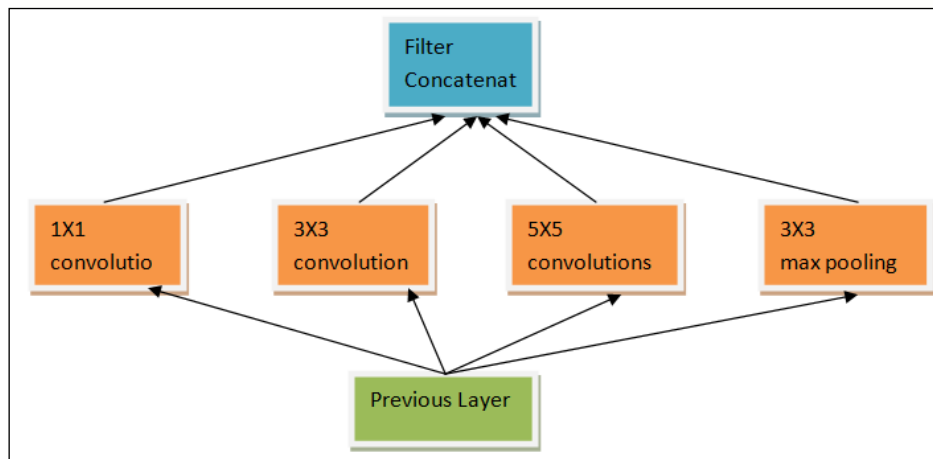 Filter
Concatenat
1X1
convolutio
3X3
convolution
5X5
convolutions
3X3
max pooling
Previous Layer